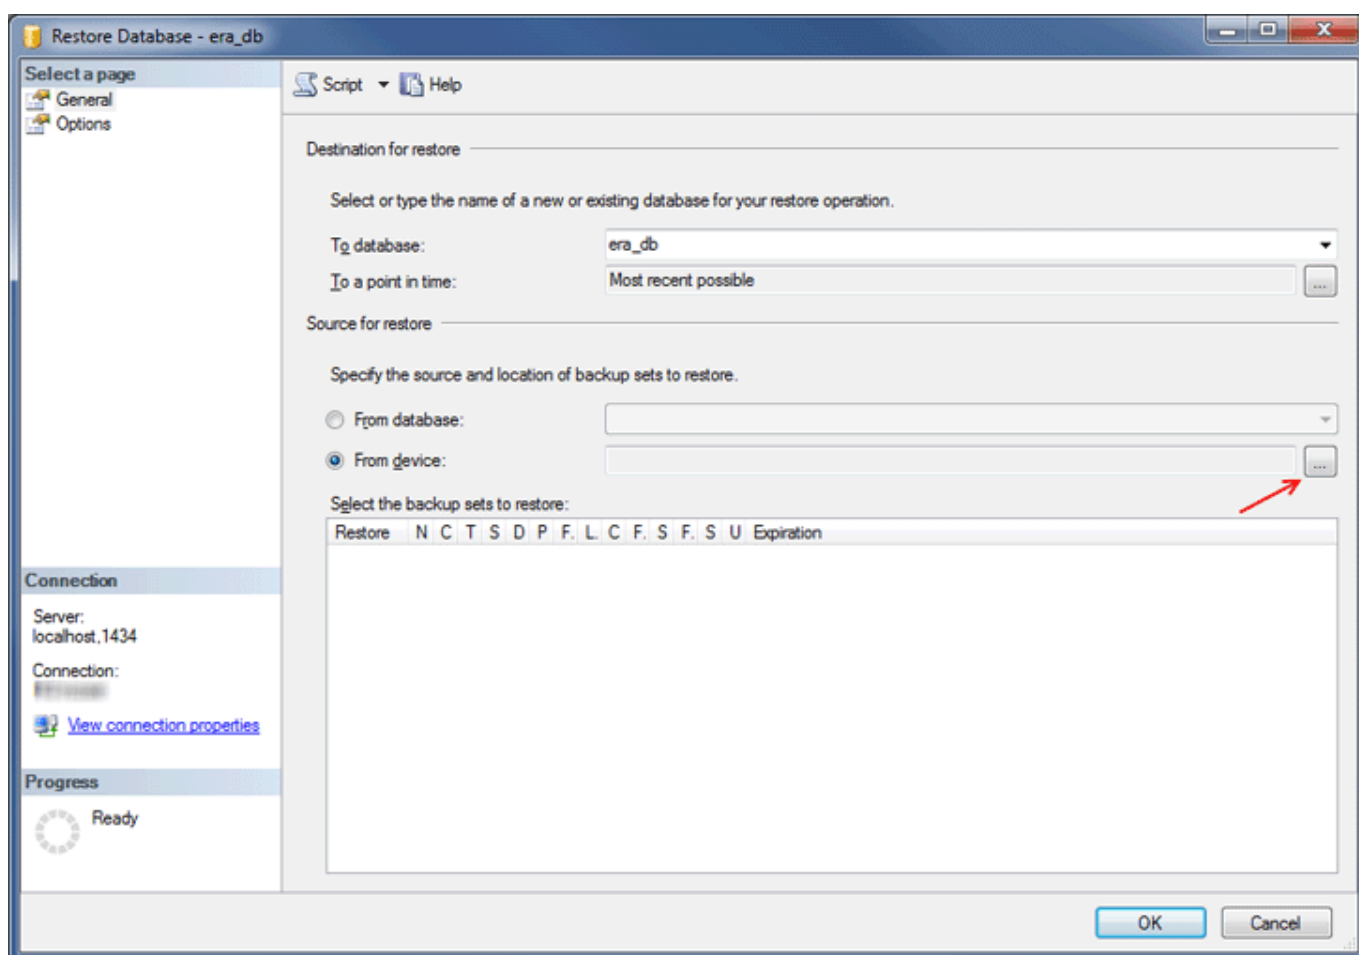 Restore Database - era_db
Select a page
General
Options
Script
Help
Destination for restore
Select or type the name of a new or existing database for your restore operation.
To database:
era_db
To a point in time:
Most recent possible
...
Source for restore
Specify the source and location of backup sets to restore.
From database:
From device:
...
Select the backup sets to restore:
Restore N C T S D P F. L. C F. S F. S U Expiration
Connection
Server:
localhost,1434
Connection:
View connection properties
Progress
Ready
OK
Cancel